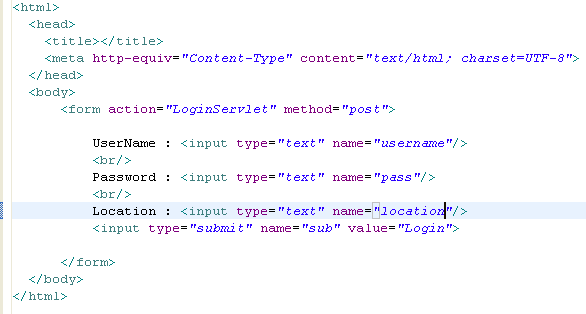 <html>
<head>
<title></title>
<meta http-equiv="Content-Type" content="text/html; charset=UTF-8">
</head>
<body>
<form action="LoginServlet" method="post">
UserName : <input type="text" name="username"/>
<br/>
Password : <input type="text" name="pass"/>
<br/>
Location : <input type="text" name="location"/>
<input type="submit" name="sub" value="Login">
</form>
</body>
</html>